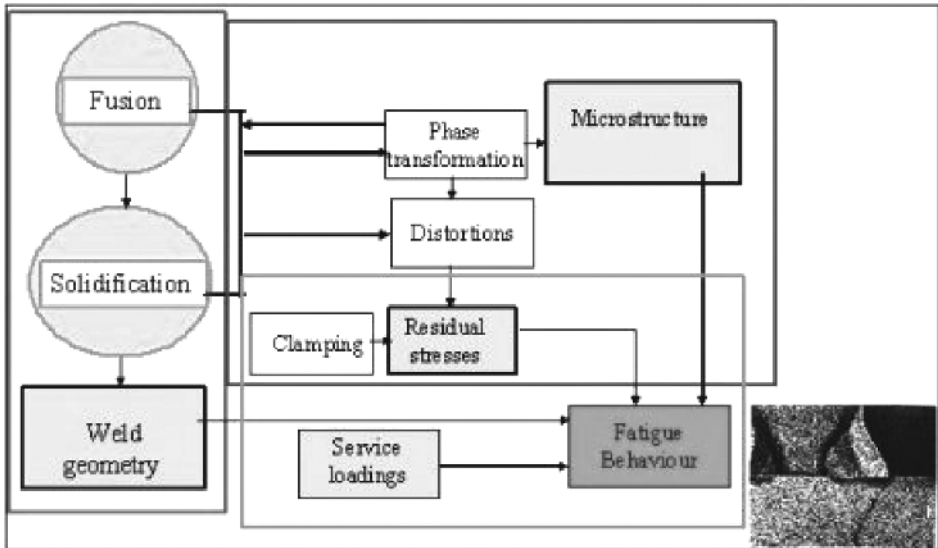 Fusion
Phase
transformation
Microstructure
Distortions
Solidification
Clamping
Residual
stresses
Weld
geometry
Service
loadings
Fatigue
Behaviour